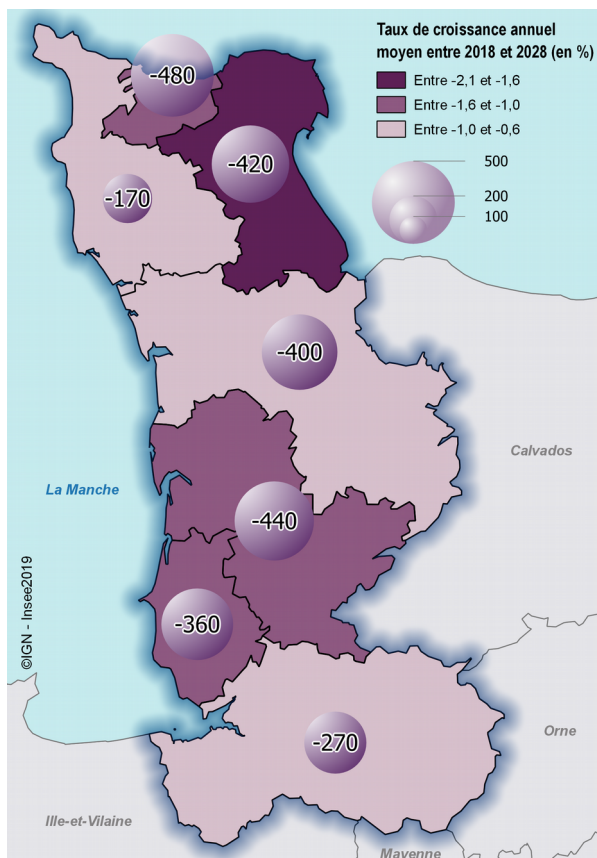 Taux de croissance annuel
moyen entre 2018 et 2028 (en %)
Entre -2,1 et -1,6
Entre -1,6 et -1,0
Entre -1,0 et -0,6
500
200
100
-480
-420
-170
-400
Calvados
La Manche
-440
©IGN - Insee2019
-360
-270
Orne
Ille-et-Vilaine
Mayenne